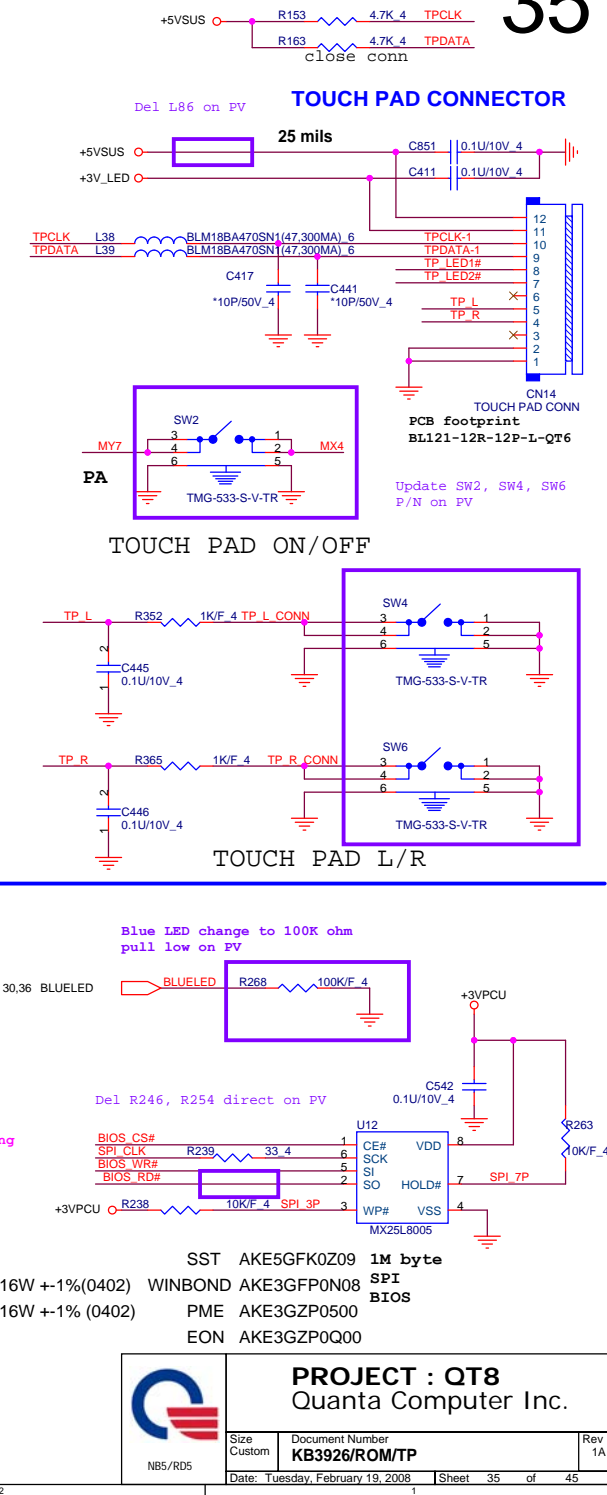 35
+5VSUS
R153 4.7K_4 TPCLK
R163 4.7K_4 TPDATA
close conn
Del L86 on PV
TOUCH PAD CONNECTOR
25 mils
+5VSUS
C851 0.1U/10V_4
+3V_LED
C411 0.1U/10V_4
TPCLK L38 BLM18BA470SN1(47,300MA)_6 TPCLK-1
TPDATA L39 BLM18BA470SN1(47,300MA)_6 TPDATA-1
TP_LED1#
TP_LED2#
TP_L
TP_R
12
11
10
9
8
7
6
5
4
3
2
1
C417
*10P/50V_4
C441
*10P/50V_4
CN14
TOUCH PAD CONN
PCB footprint
BL121-12R-12P-L-QT6
SW2
MY7 3 4 6 1 2 5 MX4
PA
TMG-533-S-V-TR
Update SW2, SW4, SW6
P/N on PV
TOUCH PAD ON/OFF
TP_L R352 1K/F_4 TP_L_CONN
SW4
3 4 6 1 2 5
TMG-533-S-V-TR
2
C445
0.1U/10V_4
1
TP_R R365 1K/F_4 TP_R_CONN
SW6
3 4 6 1 2 5
TMG-533-S-V-TR
2
C446
0.1U/10V_4
1
TOUCH PAD L/R
Blue LED change to 100K ohm
pull low on PV
30,36 BLUELED BLUELED R268 100K/F_4
+3VPCU
C542
0.1U/10V_4
Del R246, R254 direct on PV
ng
R263
10K/F_4
U12
BIOS_CS# 1 CE# VDD 8
SPI_CLK R239 33_4 6 SCK
BIOS_WR# 5 SI
BIOS_RD# 2 SO HOLD# 7 SPI_7P
+3VPCU R238 10K/F_4 SPI_3P 3 WP# VSS 4
MX25L8005
SST AKE5GFK0Z09 1M byte
16W +-1%(0402) WINBOND AKE3GFP0N08 SPI
BIOS
16W +-1% (0402) PME AKE3GZP0500
EON AKE3GZP0Q00
NB5/RD5
PROJECT : QT8
Quanta Computer Inc.
Size Document Number Rev
Custom KB3926/ROM/TP 1A
Date: Tuesday, February 19, 2008 Sheet 35 of 45
2 1